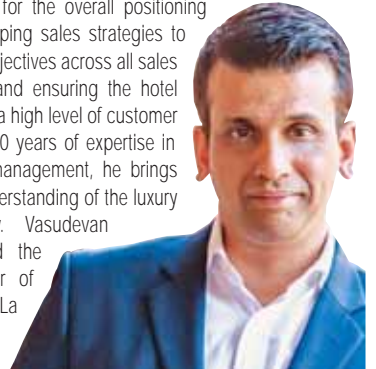 for the overall positioning
ping sales strategies to
jectives across all sales
and ensuring the hotel
a high level of customer
0 years of expertise in
management, he brings
derstanding of the luxury
. Vasudevan
d the
r of
La